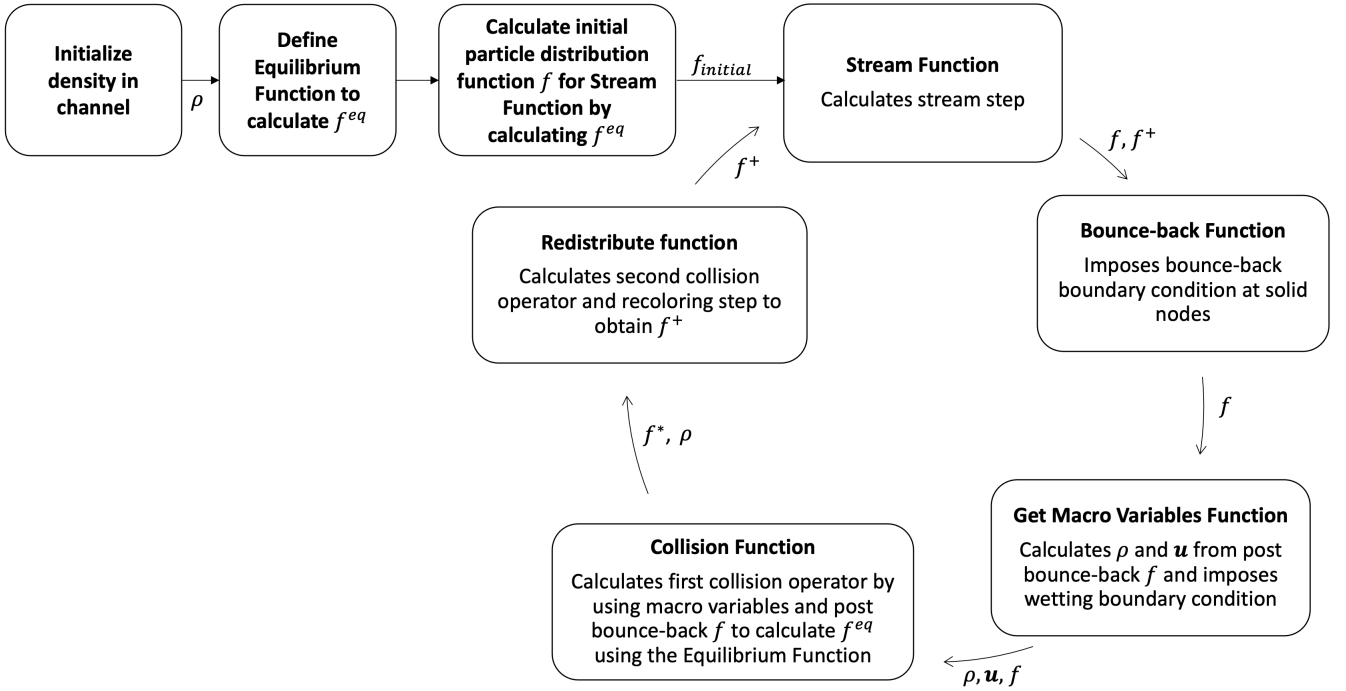 Initialize
density in
channel
ρ
Define
Equilibrium
Function to
calculate f^{eq}
Calculate initial
particle distribution
function f for Stream
Function by
calculating f^{eq}
f_{initial}
Stream Function
Calculates stream step
f, f^+
Bounce-back Function
Imposes bounce-back
boundary condition at solid
nodes
f
Get Macro Variables Function
Calculates ρ and u from post
bounce-back f and imposes
wetting boundary condition
ρ, u, f
Collision Function
Calculates first collision operator by
using macro variables and post
bounce-back f to calculate f^{eq}
using the Equilibrium Function
f^*, ρ
Redistribute function
Calculates second collision
operator and recoloring step to
obtain f^+
f^+